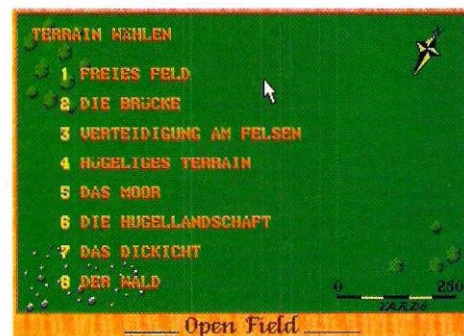 TERRAIN WÄHLEN
1 FREIES FELD
2 DIE BRÜCKE
3 VERTEIDIGUNG AM FELSEN
4 HÜGELIGES TERRAIN
5 DAS MOOR
6 DIE HUGELLANDSCHAFT
7 DAS DICKICHT
8 DER WALD
0 250
YARDS
Open Field